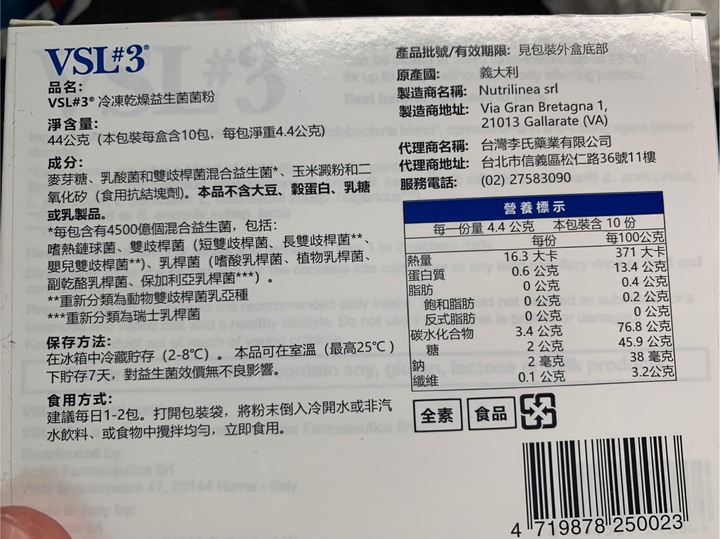 VSL#3®
品名：
VSL#3® 冷凍乾燥益生菌菌粉
淨含量：
44公克（本包裝每盒含10包，每包淨重4.4公克）
成分：
麥芽糖、乳酸菌和雙歧桿菌混合益生菌*、玉米澱粉和二
氧化矽（食用抗結塊劑）。本品不含大豆、穀蛋白、乳糖
或乳製品。
*每包含有4500億個混合益生菌，包括：
嗜熱鏈球菌、雙歧桿菌（短雙歧桿菌、長雙歧桿菌**、
嬰兒雙歧桿菌**）、乳桿菌（嗜酸乳桿菌、植物乳桿菌、
副乾酪乳桿菌、保加利亞乳桿菌***）。
**重新分類為動物雙歧桿菌乳亞種
***重新分類為瑞士乳桿菌
保存方法：
在冰箱中冷藏貯存（2-8℃）。本品可在室溫（最高25℃）
下貯存7天，對益生菌效價無不良影響。
食用方式：
建議每日1-2包。打開包裝袋，將粉末倒入冷開水或非汽
水飲料、或食物中攪拌均勻，立即食用。
產品批號/有效期限：見包裝外盒底部
原產國： 義大利
製造商名稱： Nutrilinea srl
製造商地址： Via Gran Bretagna 1,
21013 Gallarate (VA)
代理商名稱： 台灣李氏藥業有限公司
代理商地址： 台北市信義區松仁路36號11樓
服務電話： (02) 27583090
營養標示
每一份量 4.4 公克 本包裝含 10 份
每份 每100公克
熱量 16.3 大卡 371 大卡
蛋白質 0.6 公克 13.4 公克
脂肪 0 公克 0.4 公克
飽和脂肪 0 公克 0.2 公克
反式脂肪 0 公克 0 公克
碳水化合物 3.4 公克 76.8 公克
糖 2 公克 45.9 公克
鈉 2 毫克 38 毫克
纖維 0.1 公克 3.2公克
全素 食品
4 719878 250023